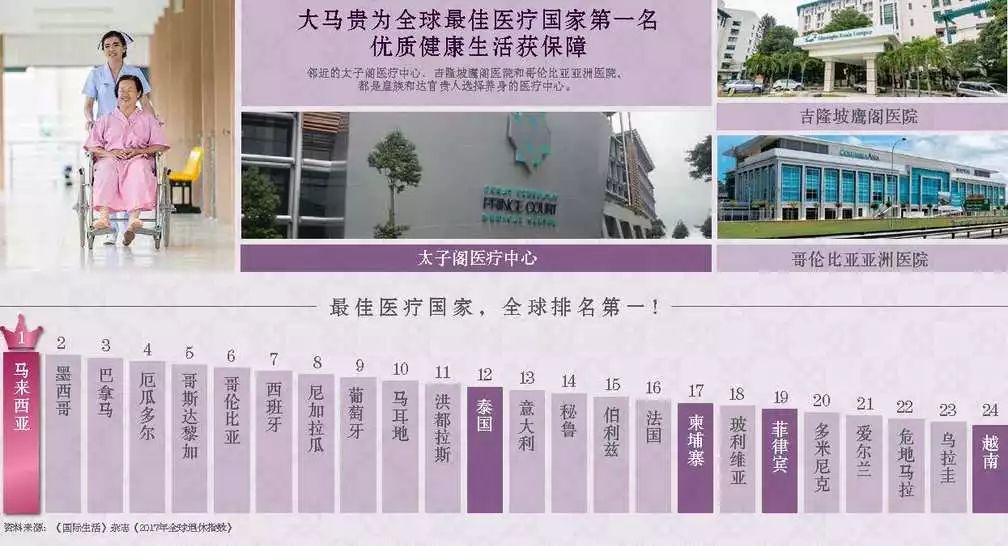 大马贵为全球最佳医疗国家第一名
优质健康生活获保障
邻近的太子阁医疗中心、吉隆坡鹰阁医院和哥伦比亚亚洲医院、
都是皇族和达官贵人选择养身的医疗中心。
吉隆坡鹰阁医院
PRINCE COURT
COLUMBIA ASIA
太子阁医疗中心
哥伦比亚亚洲医院
最佳医疗国家，全球排名第一！
1 马来西亚
2 墨西哥
3 巴拿马
4 厄瓜多尔
5 哥斯达黎加
6 哥伦比亚
7 西班牙
8 尼加拉瓜
9 葡萄牙
10 马耳地
11 洪都拉斯
12 泰国
13 意大利
14 秘鲁
15 伯利兹
16 法国
17 柬埔寨
18 玻利维亚
19 菲律宾
20 多米尼克
21 爱尔兰
22 危地马拉
23 乌拉圭
24 越南
资料来源：《国际生活》杂志《2017年全球退休指数》